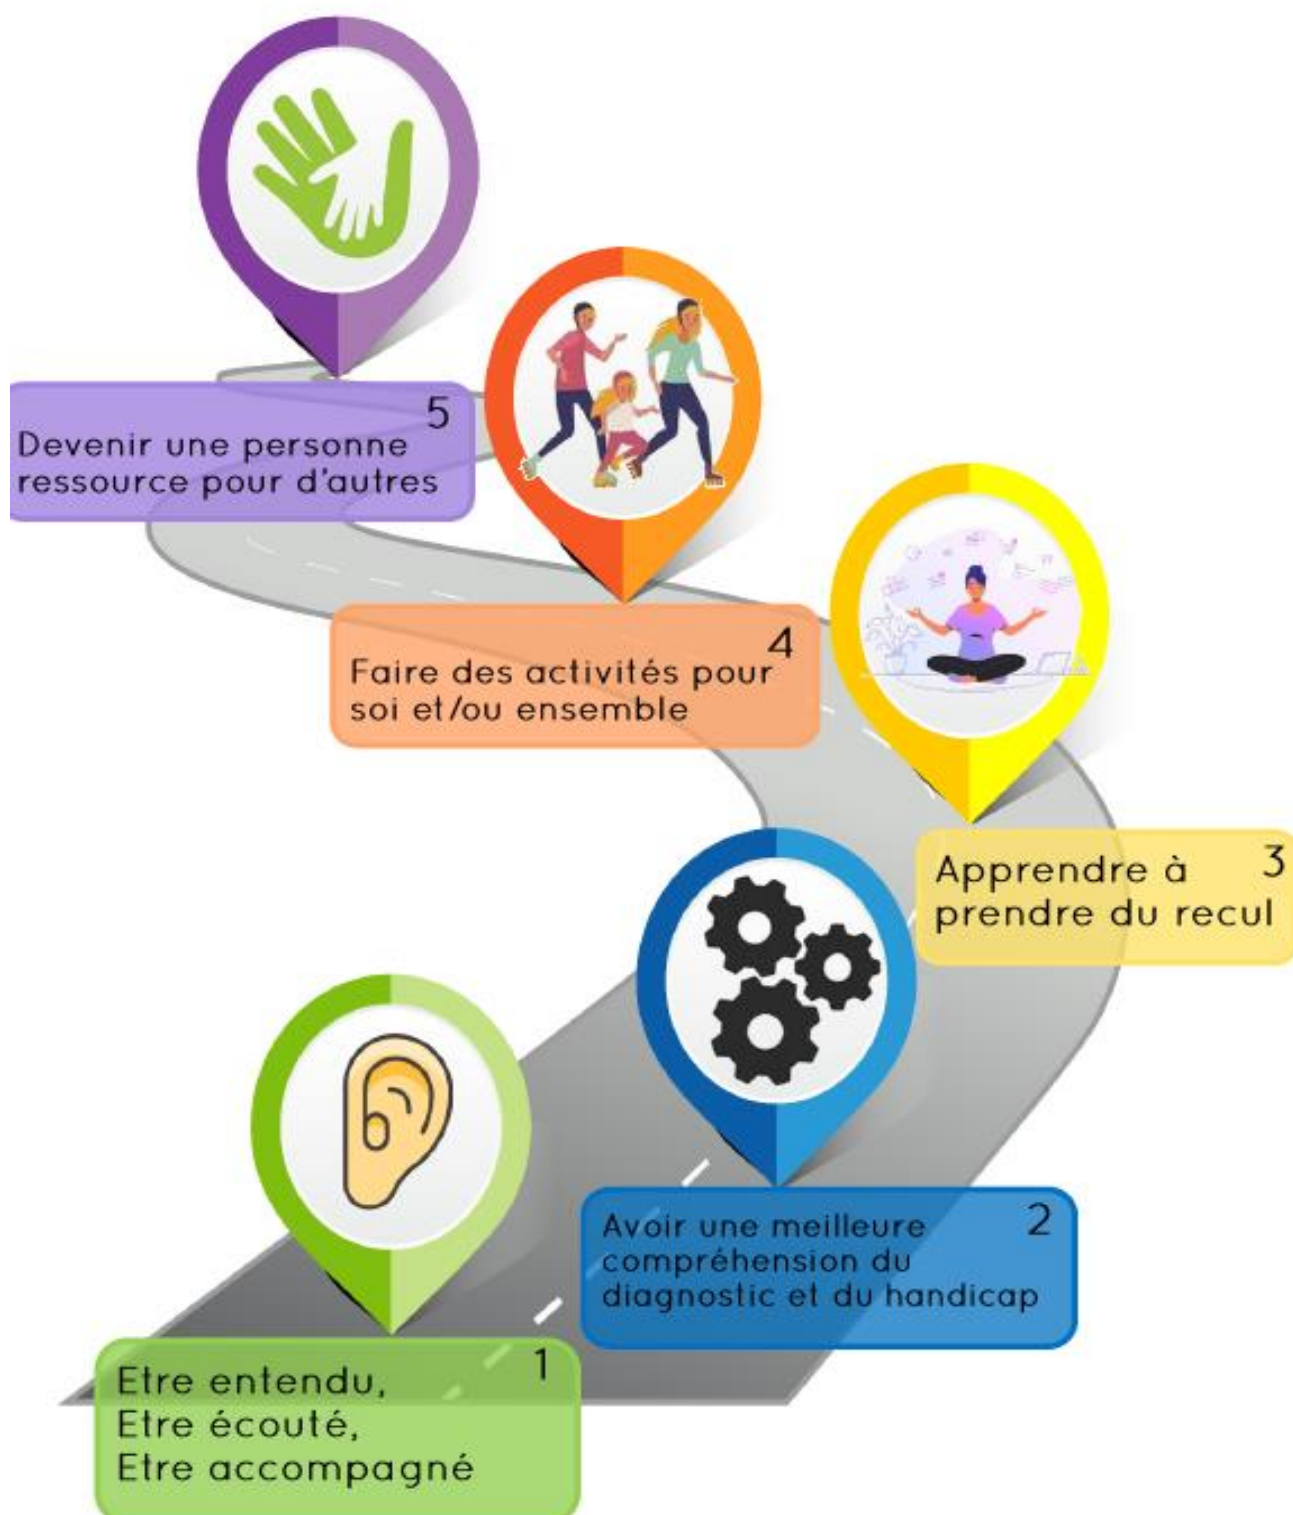 5
Devenir une personne
ressource pour d'autres
4
Faire des activités pour
soi et/ou ensemble
3
Apprendre à
prendre du recul
2
Avoir une meilleure
compréhension du
diagnostic et du handicap
1
Etre entendu,
Etre écouté,
Etre accompagné